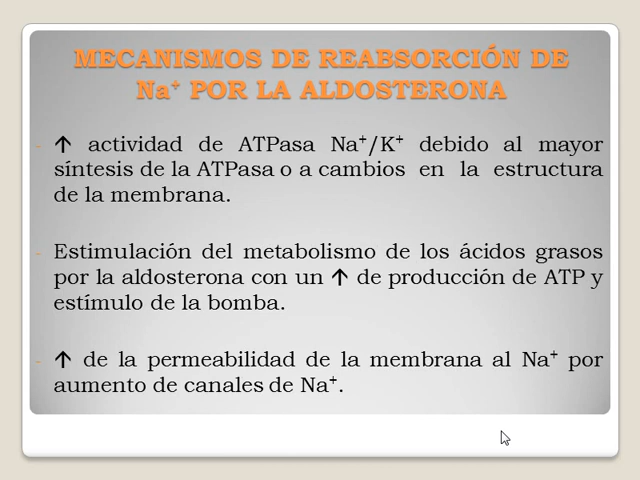 MECANISMOS DE REABSORCIÓN DE
Na⁺ POR LA ALDOSTERONA
- ↑ actividad de ATPasa Na⁺/K⁺ debido al mayor
síntesis de la ATPasa o a cambios en la estructura
de la membrana.
- Estimulación del metabolismo de los ácidos grasos
por la aldosterona con un ↑ de producción de ATP y
estímulo de la bomba.
- ↑ de la permeabilidad de la membrana al Na⁺ por
aumento de canales de Na⁺.